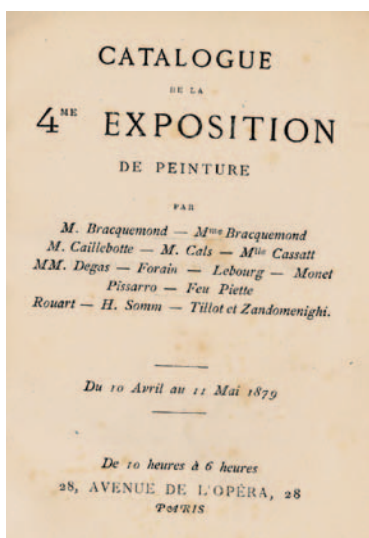 CATALOGUE
DE LA
4ME EXPOSITION
DE PEINTURE
PAR
M. Bracquemond — Mme Bracquemond
M. Caillebotte — M. Cals — Mlle Cassatt
MM. Degas — Forain — Lebourg — Monet
Pissarro — Feu Piette
Rouart — H. Somm — Tillot et Zandomenighi.
Du 10 Avril au 11 Mai 1879
De 10 heures à 6 heures
28, AVENUE DE L'OPÉRA, 28
PARIS